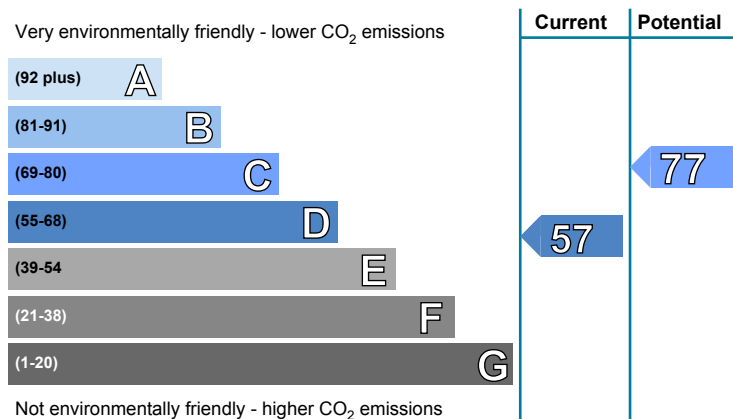 Very environmentally friendly - lower CO₂ emissions
Current
Potential
(92 plus) A
(81-91) B
(69-80) C
77
(55-68) D
57
(39-54 E
(21-38) F
(1-20) G
Not environmentally friendly - higher CO₂ emissions